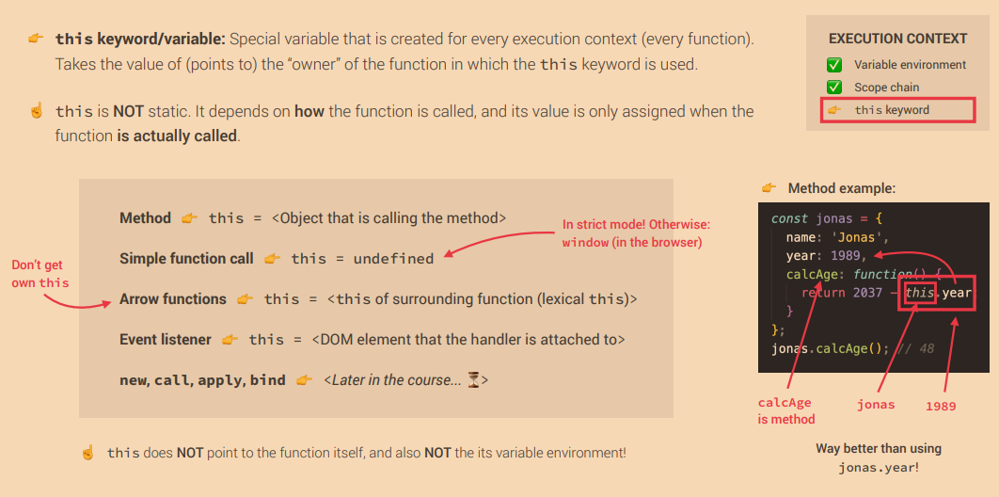 this keyword/variable: Special variable that is created for every execution context (every function).
Takes the value of (points to) the “owner” of the function in which the this keyword is used.
this is NOT static. It depends on how the function is called, and its value is only assigned when the
function is actually called.
EXECUTION CONTEXT
Variable environment
Scope chain
this keyword
Method 👉 this = <Object that is calling the method>
In strict mode! Otherwise:
window (in the browser)
Simple function call 👉 this = undefined
Don’t get
own this
Arrow functions 👉 this = <this of surrounding function (lexical this)>
Event listener 👉 this = <DOM element that the handler is attached to>
new, call, apply, bind 👉 <Later in the course... ⏳>
this does NOT point to the function itself, and also NOT the its variable environment!
Method example:
const jonas = {
name: 'Jonas',
year: 1989,
calcAge: function() {
return 2037 - this.year
}
};
jonas.calcAge(); // 48
calcAge
is method
jonas
1989
Way better than using
jonas.year!